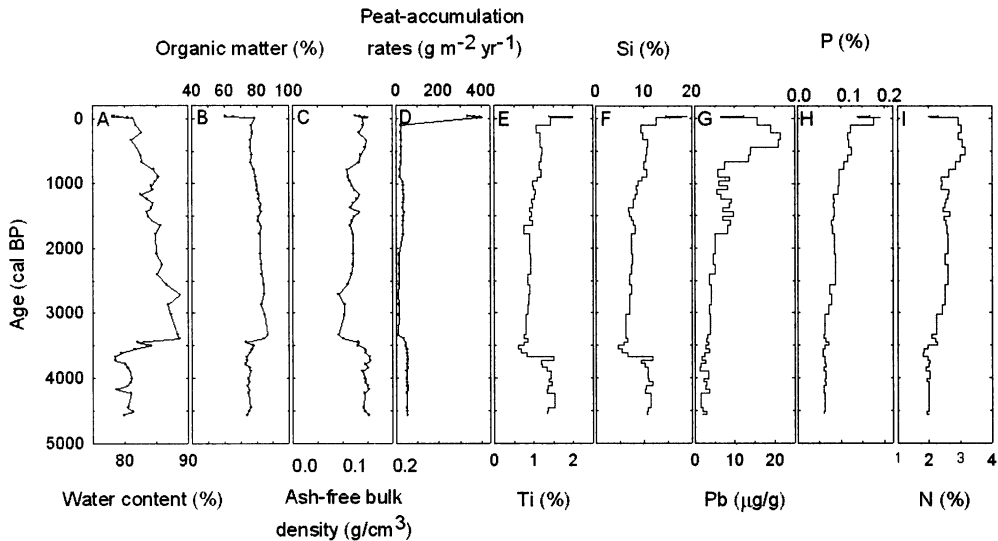 Peat-accumulation
Organic matter (%) rates (g m-2 yr-1) Si (%) P (%)
40 60 80 100 0 200 400 0 10 20 0.0 0.1 0.2
0 A B C D E F G H I
1000
2000
3000
4000
5000
Age (cal BP)
80 90 0.0 0.1 0.2 0 1 2 0 10 20 1 2 3 4
Water content (%) Ash-free bulk Ti (%) Pb (μg/g) N (%)
density (g/cm3)